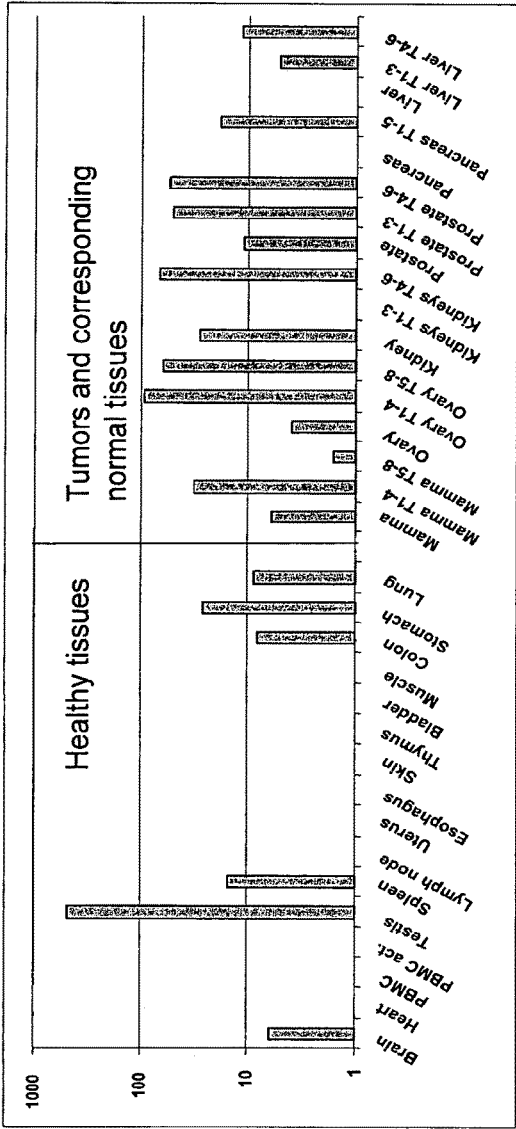 1000
100
10
1
Healthy tissues
Tumors and corresponding
normal tissues
Brain
Heart
PBMC
PBMC act.
Testis
Spleen
Lymph node
Uterus
Esophagus
Skin
Thymus
Bladder
Muscle
Colon
Stomach
Lung
Mamma
Mamma T1-4
Mamma T5-8
Ovary
Ovary T1-4
Ovary T5-8
Kidney
Kidneys T1-3
Kidneys T4-6
Prostate
Prostate T1-3
Prostate T4-6
Pancreas
Pancreas T1-5
Liver
Liver T1-3
Liver T4-6